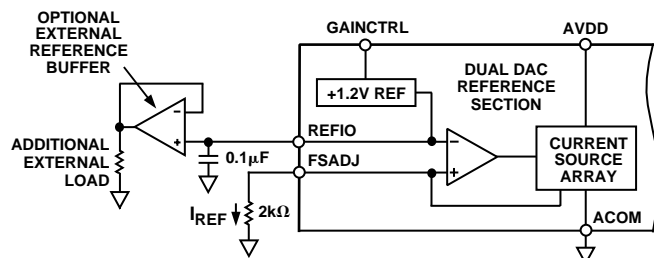 OPTIONAL
EXTERNAL
REFERENCE
BUFFER
GAINCTRL
AVDD
+1.2V REF
DUAL DAC
REFERENCE
SECTION
–
+
ADDITIONAL
EXTERNAL
LOAD
0.1µF
REFIO
FSADJ
–
+
CURRENT
SOURCE
ARRAY
IREF
2kΩ
ACOM